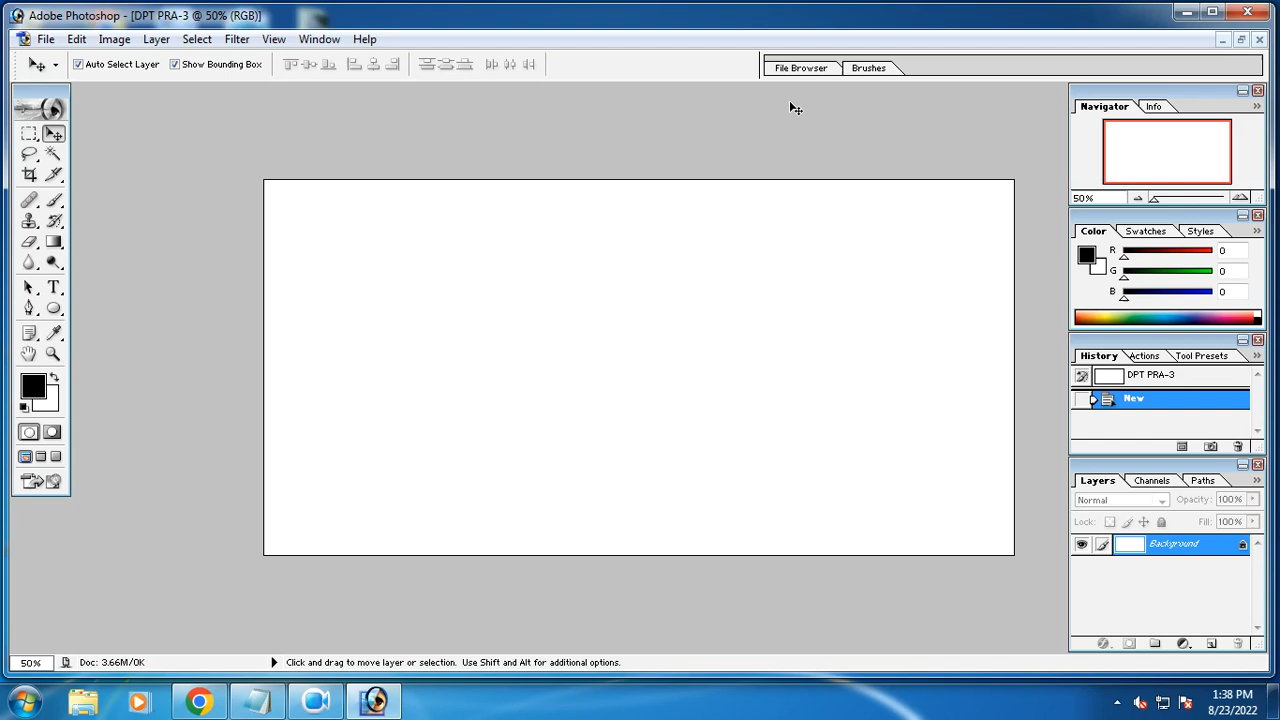 Adobe Photoshop - [DPT PRA-3 @ 50% (RGB)]
File Edit Image Layer Select Filter View Window Help
Auto Select Layer Show Bounding Box
File Browser Brushes
Navigator Info
50%
Color Swatches Styles
R 0
G 0
B 0
T
History Actions Tool Presets
DPT PRA-3
New
Layers Channels Paths
Normal Opacity: 100%
Lock: Fill: 100%
Background
50% Doc: 3.66M/0K Click and drag to move layer or selection. Use Shift and Alt for additional options.
1:38 PM
8/23/2022